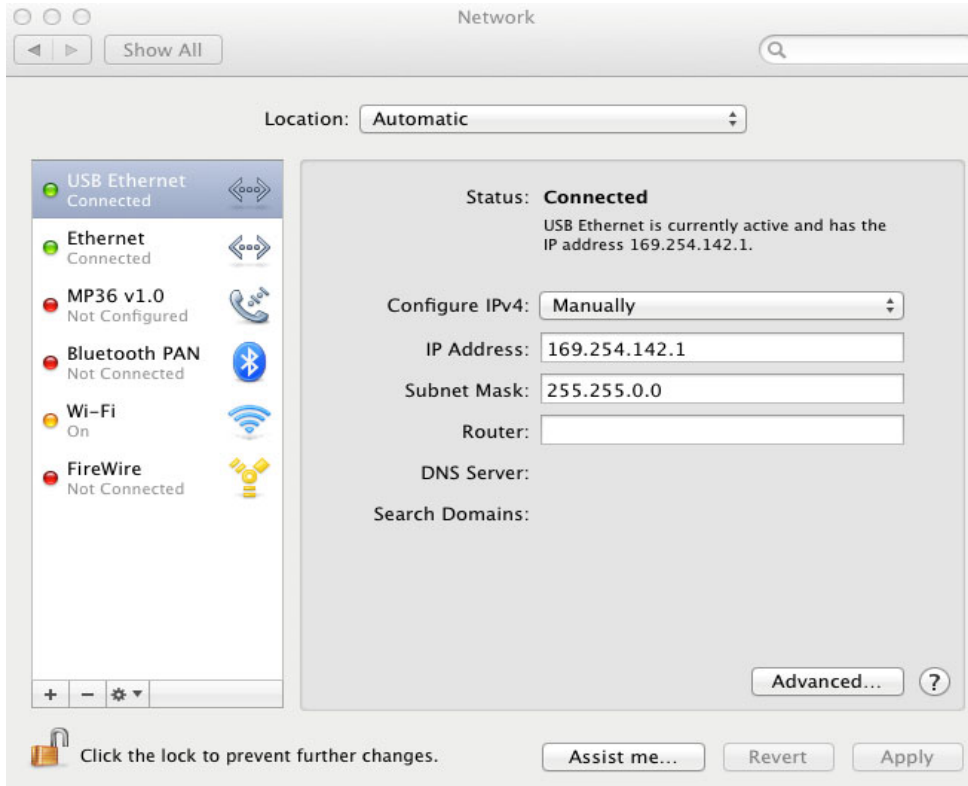 Network
Show All
Location: Automatic
USB Ethernet
Connected
Ethernet
Connected
MP36 v1.0
Not Configured
Bluetooth PAN
Not Connected
Wi-Fi
On
FireWire
Not Connected
Status: Connected
USB Ethernet is currently active and has the
IP address 169.254.142.1.
Configure IPv4: Manually
IP Address: 169.254.142.1
Subnet Mask: 255.255.0.0
Router:
DNS Server:
Search Domains:
Advanced...
?
Click the lock to prevent further changes.
Assist me...
Revert
Apply